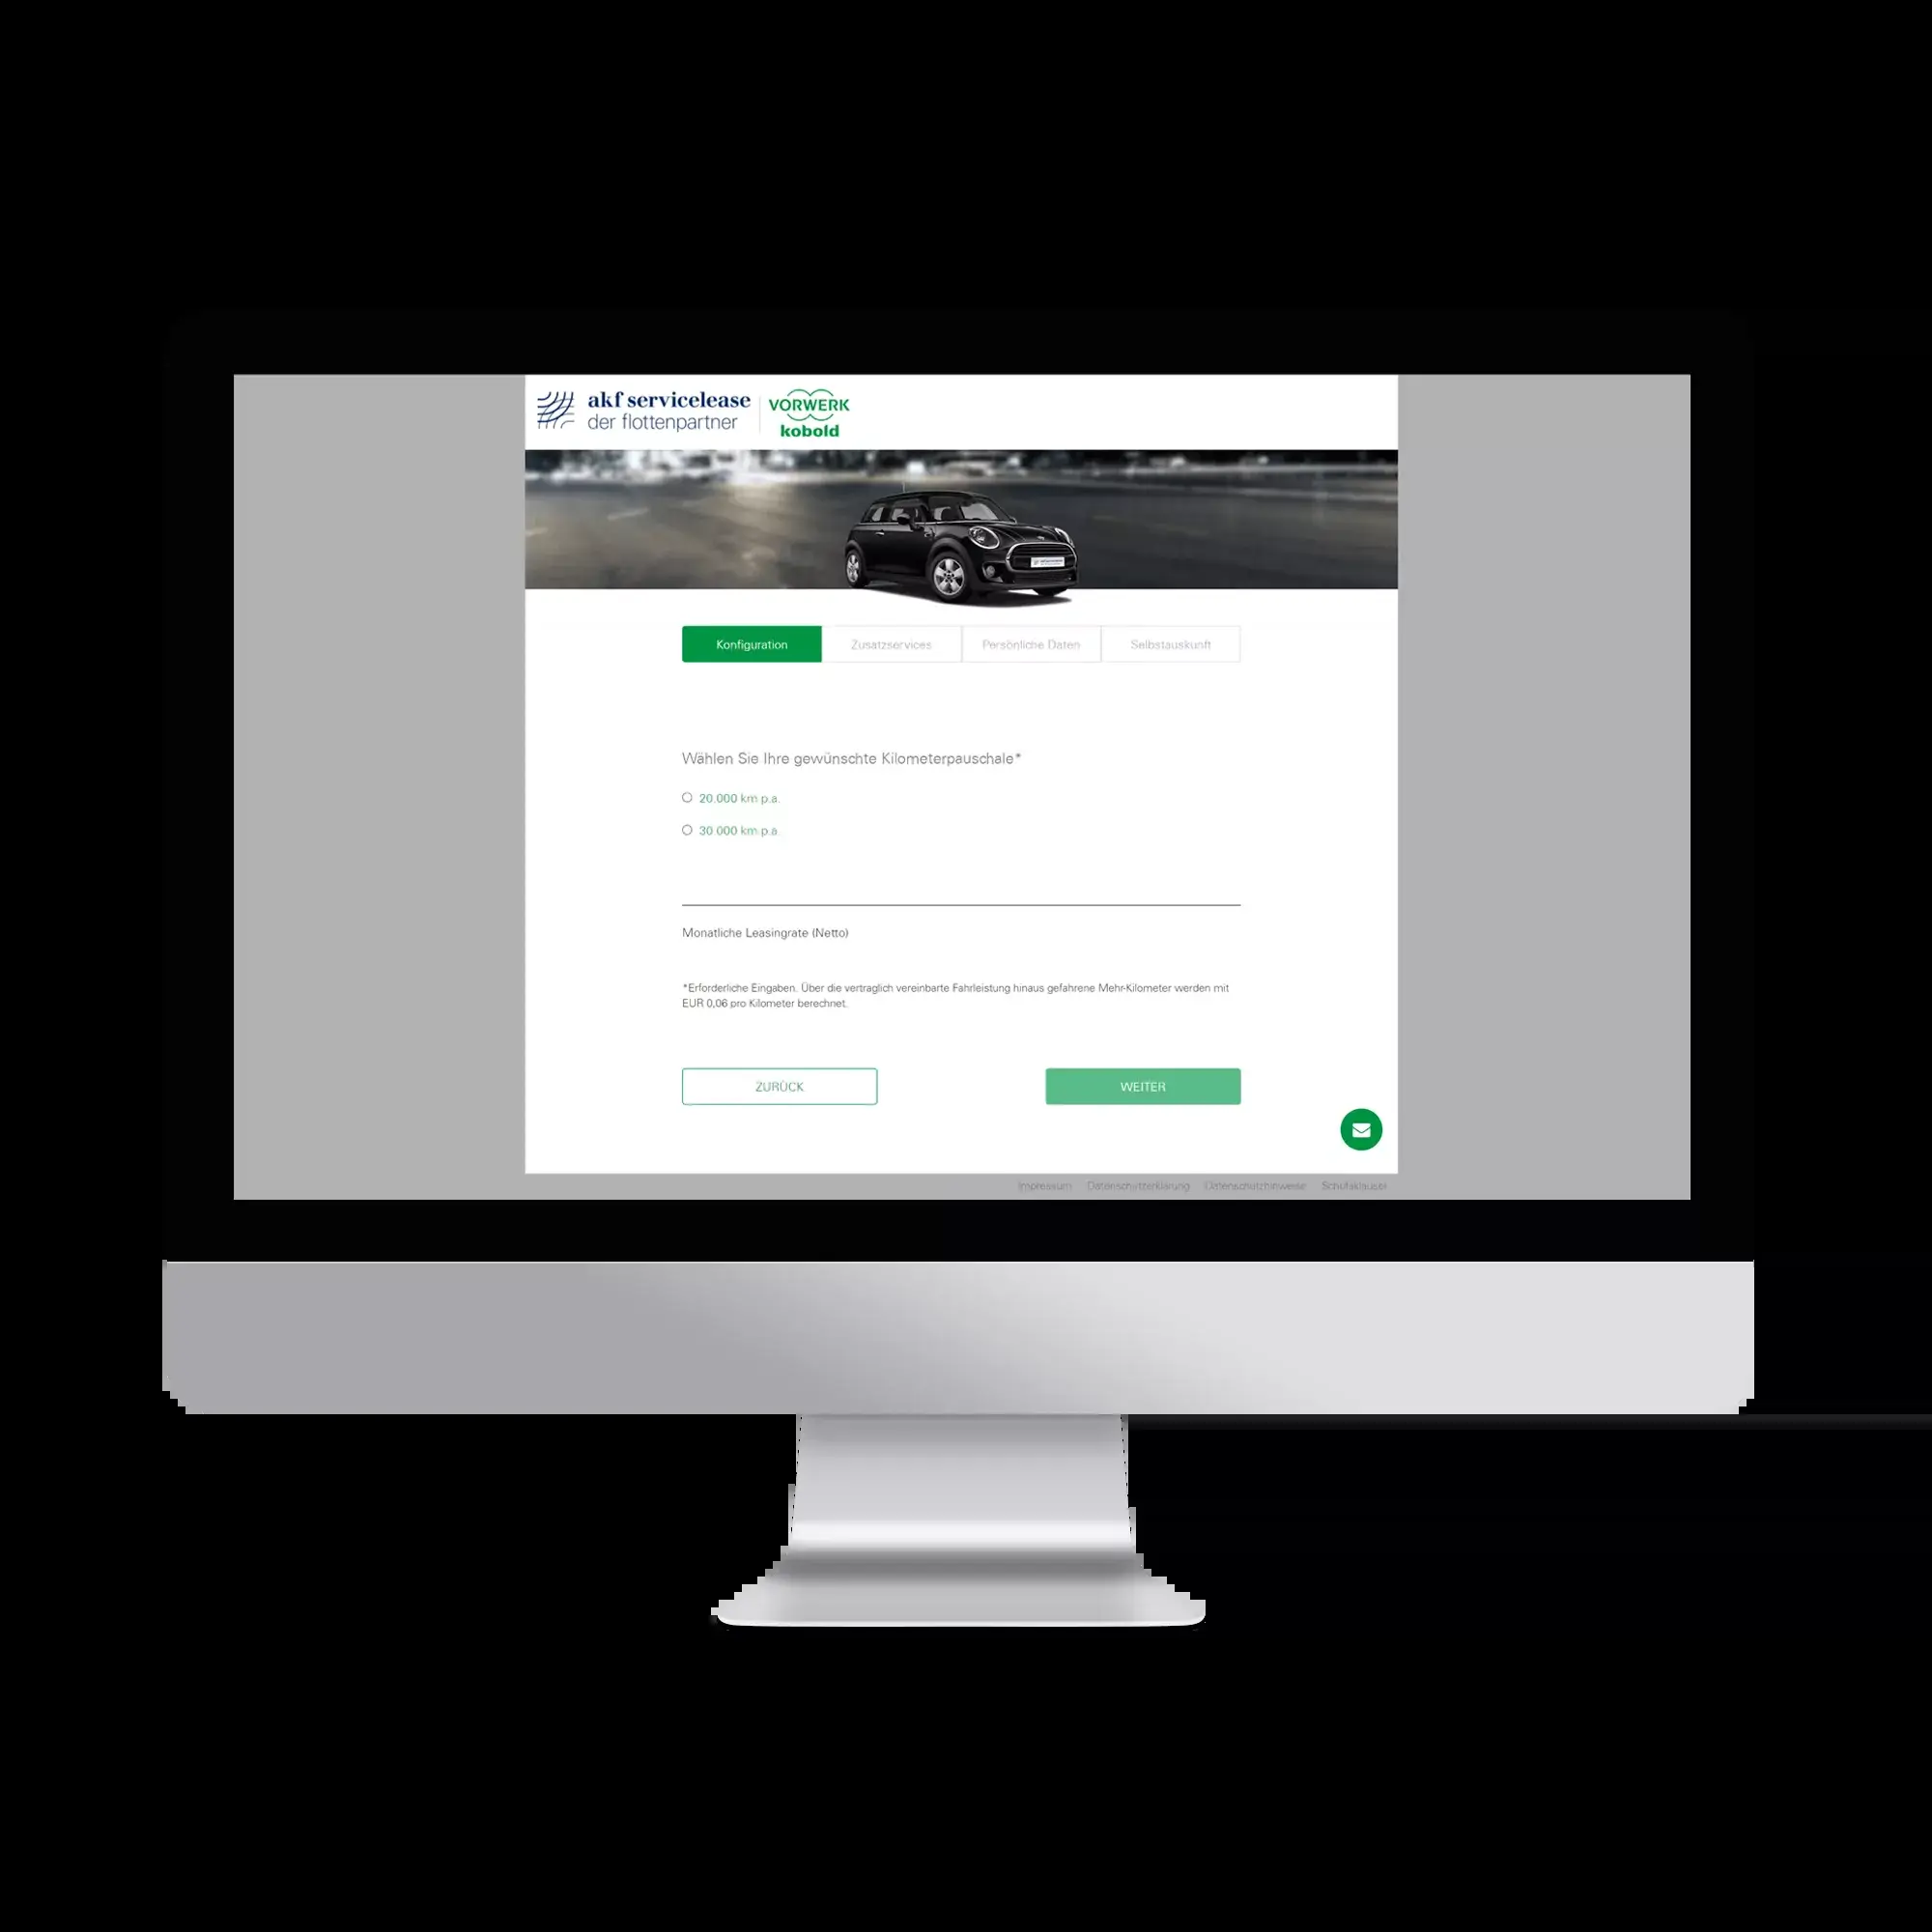 akf servicelease
der flottenpartner
VORWERK
kobold
Konfiguration
Zusatzservices
Persönliche Daten
Selbstauskunft
Wählen Sie Ihre gewünschte Kilometerpauschale*
20.000 km p.a.
30.000 km p.a.
Monatliche Leasingrate (Netto)
*Erforderliche Eingaben. Über die vertraglich vereinbarte Fahrleistung hinaus gefahrene Mehr-Kilometer werden mit
EUR 0,06 pro Kilometer berechnet.
ZURÜCK
WEITER
Impressum
Datenschutzerklärung
Datenschutzhinweise
Schufaklausel